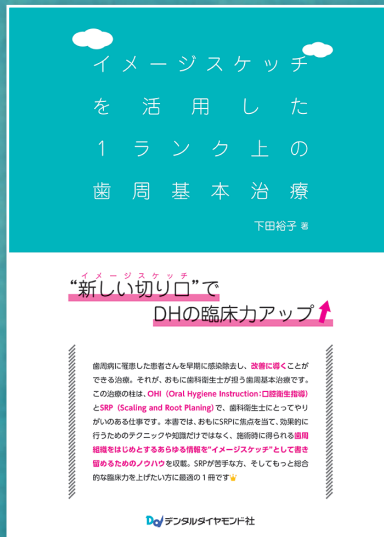 イメージスケッチ
を活用した
1ランク上の
歯周基本治療
下田裕子 著
イメージスケッチ
“新しい切り口”で
DHの臨床力アップ
歯周病に罹患した患者さんを早期に感染除去し、改善に導くことが
できる治療。それが、おもに歯科衛生士が担う歯周基本治療です。
この治療の柱は、OHI（Oral Hygiene Instruction：口腔衛生指導）
とSRP（Scaling and Root Planing）で、歯科衛生士にとってやり
がいのある仕事です。本書では、おもにSRPに焦点を当て、効果的に
行うためのテクニックや知識だけではなく、施術時に得られる歯周
組織をはじめとするあらゆる情報を“イメージスケッチ”として書き
留めるためのノウハウを収載。SRPが苦手な方、そしてもっと総合
的な臨床力を上げたい方に最適の1冊です
DD デンタルダイヤモンド社